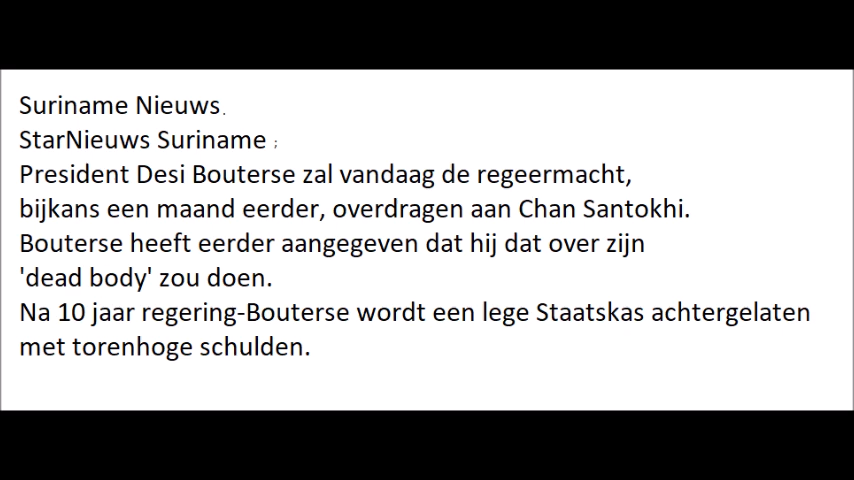 Suriname Nieuws.
StarNieuws Suriname ;
President Desi Bouterse zal vandaag de regeermacht,
bijkans een maand eerder, overdragen aan Chan Santokhi.
Bouterse heeft eerder aangegeven dat hij dat over zijn
'dead body' zou doen.
Na 10 jaar regering-Bouterse wordt een lege Staatskas achtergelaten
met torenhoge schulden.